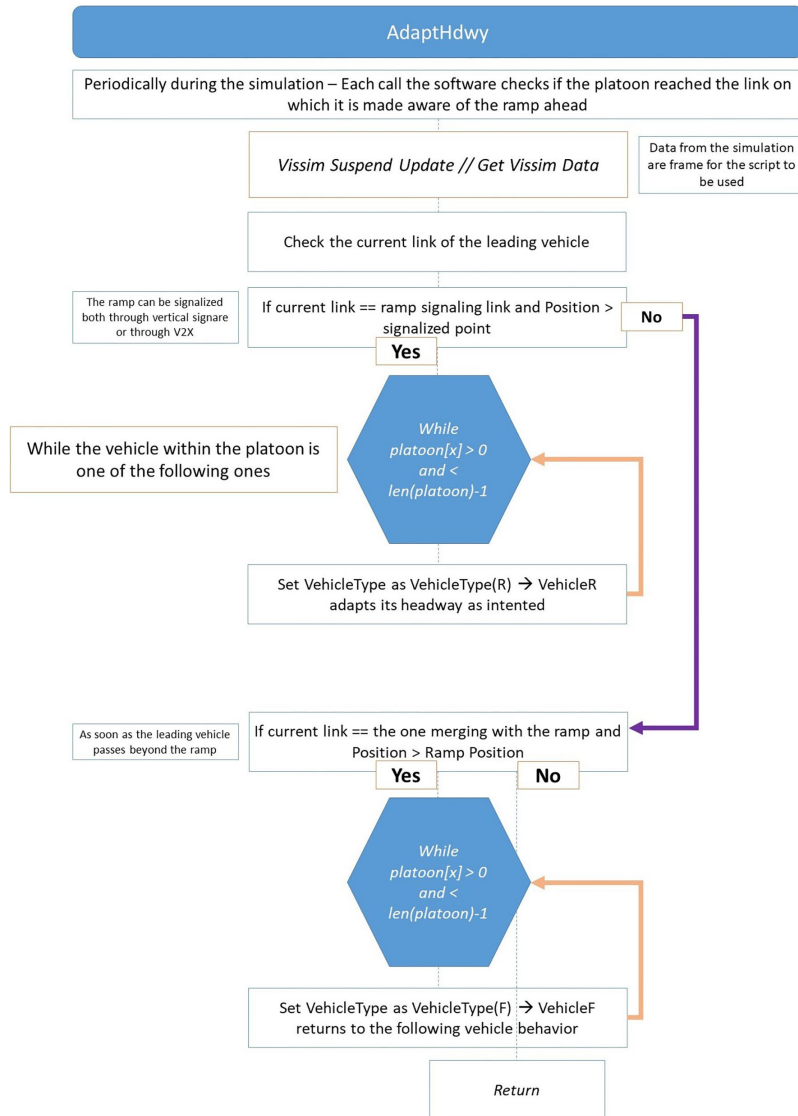 AdaptHdwy
Periodically during the simulation – Each call the software checks if the platoon reached the link on
which it is made aware of the ramp ahead
Vissim Suspend Update // Get Vissim Data
Data from the simulation
are frame for the script to
be used
Check the current link of the leading vehicle
The ramp can be signalized
both through vertical signare
or through V2X
If current link == ramp signaling link and Position >
signalized point
No
Yes
While the vehicle within the platoon is
one of the following ones
While
platoon[x] > 0
and <
len(platoon)-1
Set VehicleType as VehicleType(R) → VehicleR
adapts its headway as intented
As soon as the leading vehicle
passes beyond the ramp
If current link == the one merging with the ramp and
Position > Ramp Position
Yes
No
While
platoon[x] > 0
and <
len(platoon)-1
Set VehicleType as VehicleType(F) → VehicleF
returns to the following vehicle behavior
Return